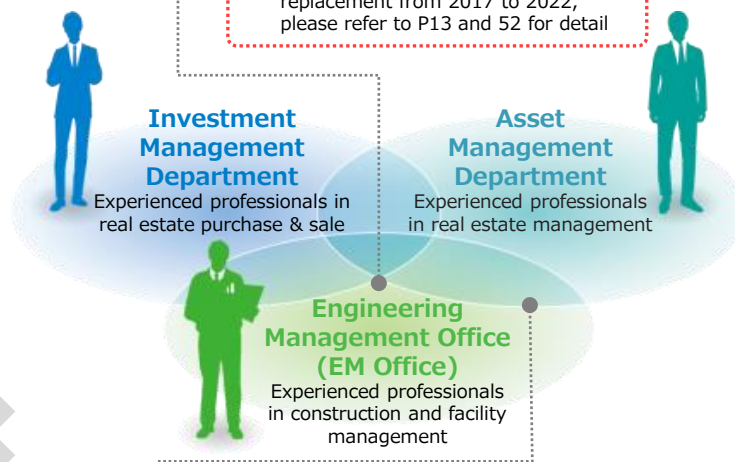 replacement from 2017 to 2022,
please refer to P13 and 52 for detail
Investment
Management
Department
Experienced professionals in
real estate purchase & sale
Asset
Management
Department
Experienced professionals
in real estate management
Engineering
Management Office
(EM Office)
Experienced professionals
in construction and facility
management